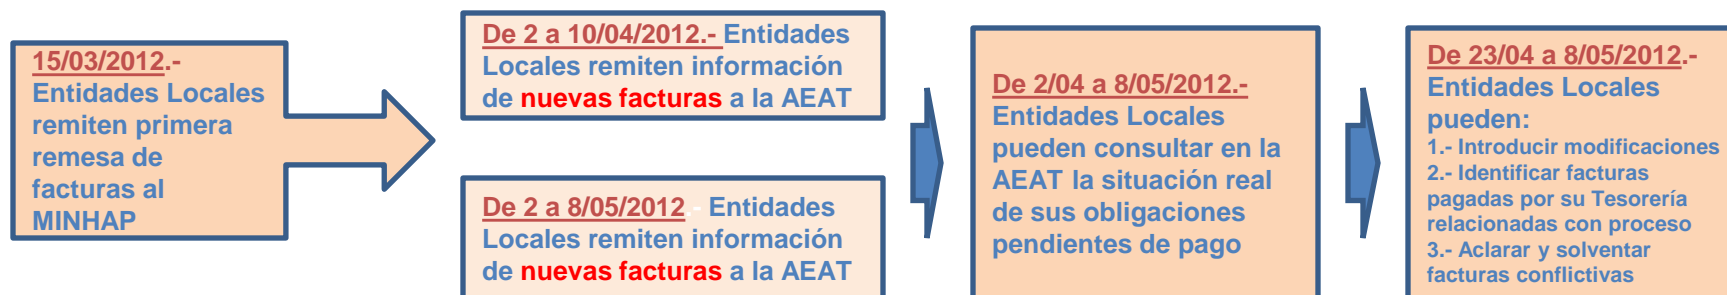 15/03/2012.-
Entidades Locales
remiten primera
remesa de
facturas al
MINHAP
De 2 a 10/04/2012.- Entidades
Locales remiten información
de nuevas facturas a la AEAT
De 2 a 8/05/2012.- Entidades
Locales remiten información
de nuevas facturas a la AEAT
De 2/04 a 8/05/2012.-
Entidades Locales
pueden consultar en la
AEAT la situación real
de sus obligaciones
pendientes de pago
De 23/04 a 8/05/2012.-
Entidades Locales
pueden:
1.- Introducir modificaciones
2.- Identificar facturas
pagadas por su Tesorería
relacionadas con proceso
3.- Aclarar y solventar
facturas conflictivas